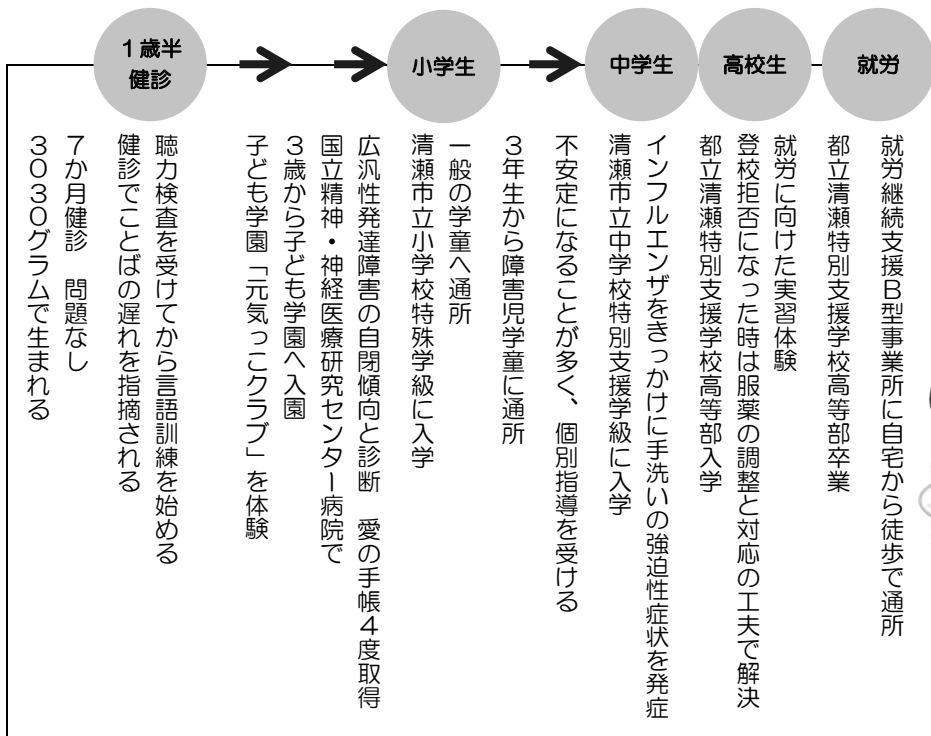 １歳半
健診
小学生
中学生
高校生
就労
３０３０グラムで生まれる
７か月健診　問題なし
健診でことばの遅れを指摘される
聴力検査を受けてから言語訓練を始める
子ども学園「元気っこクラブ」を体験
３歳から子ども学園へ入園
国立精神・神経医療研究センター病院で
広汎性発達障害の自閉傾向と診断　愛の手帳４度取得
清瀬市立小学校特殊学級に入学
一般の学童へ通所
３年生から障害児学童に通所
不安定になることが多く、個別指導を受ける
清瀬市立中学校特別支援学級に入学
インフルエンザをきっかけに手洗いの強迫性症状を発症
都立清瀬特別支援学校高等部入学
登校拒否になった時は服薬の調整と対応の工夫で解決
就労に向けた実習体験
都立清瀬特別支援学校高等部卒業
就労継続支援Ｂ型事業所に自宅から徒歩で通所